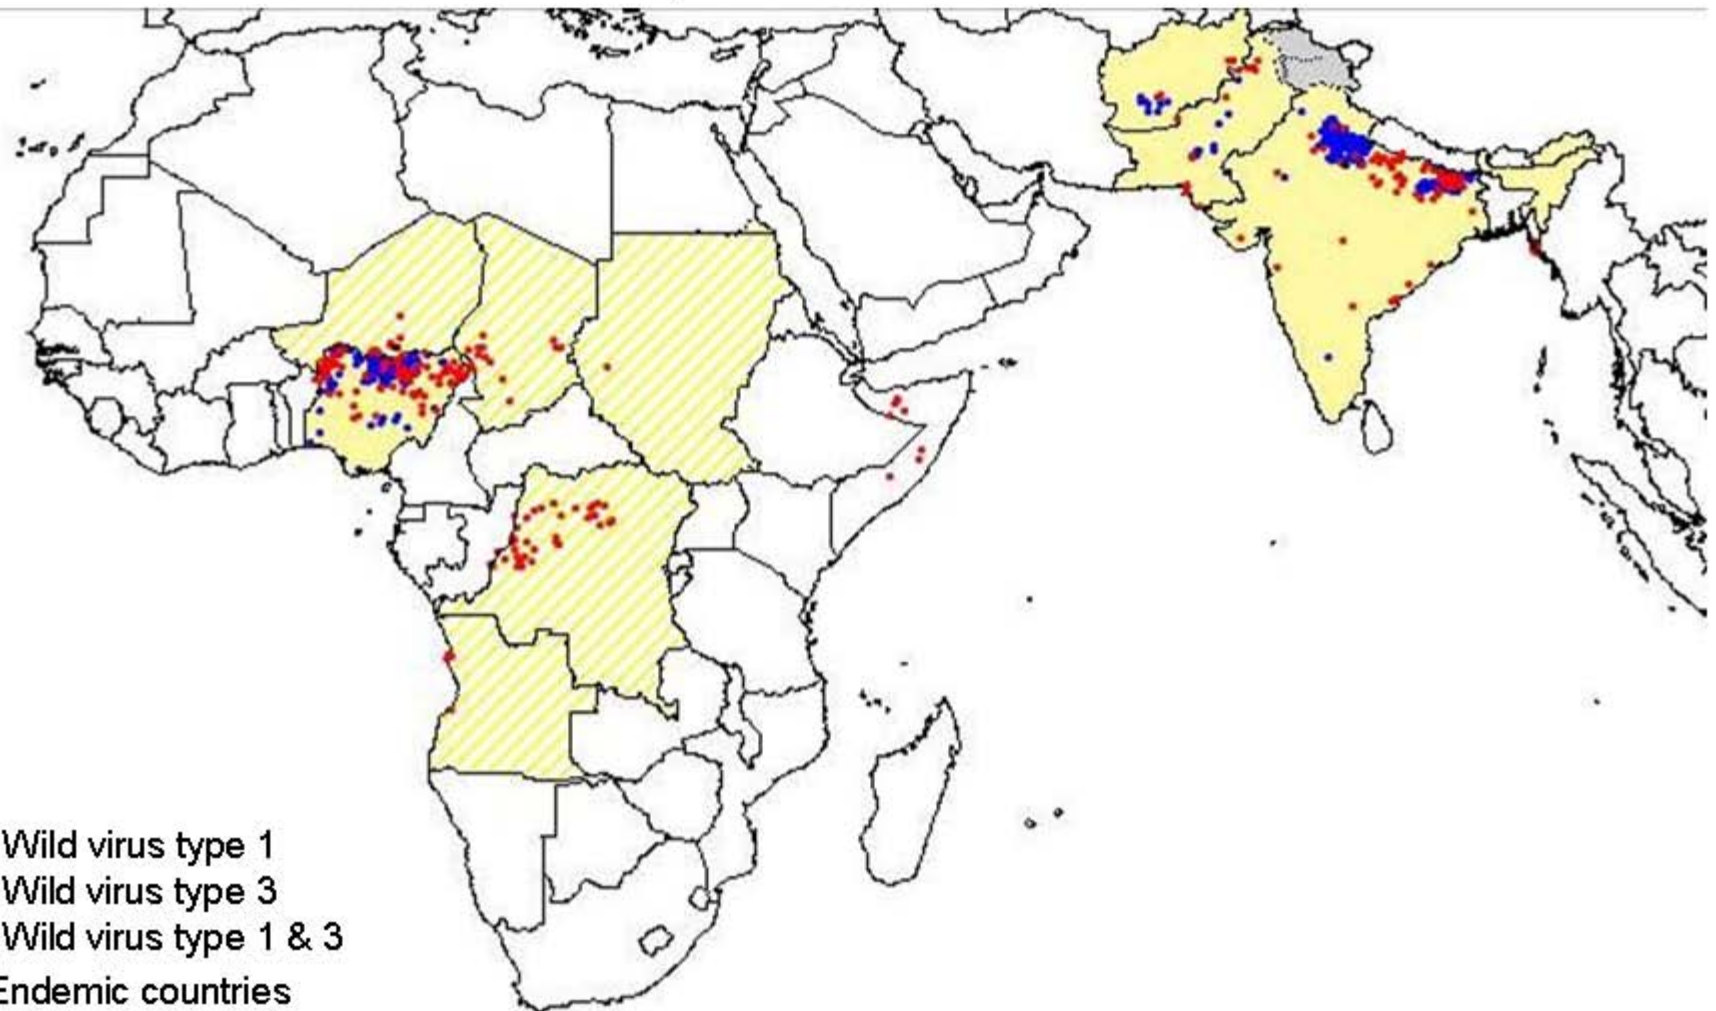 Wild virus type 1
Wild virus type 3
Wild virus type 1 & 3
Endemic countries